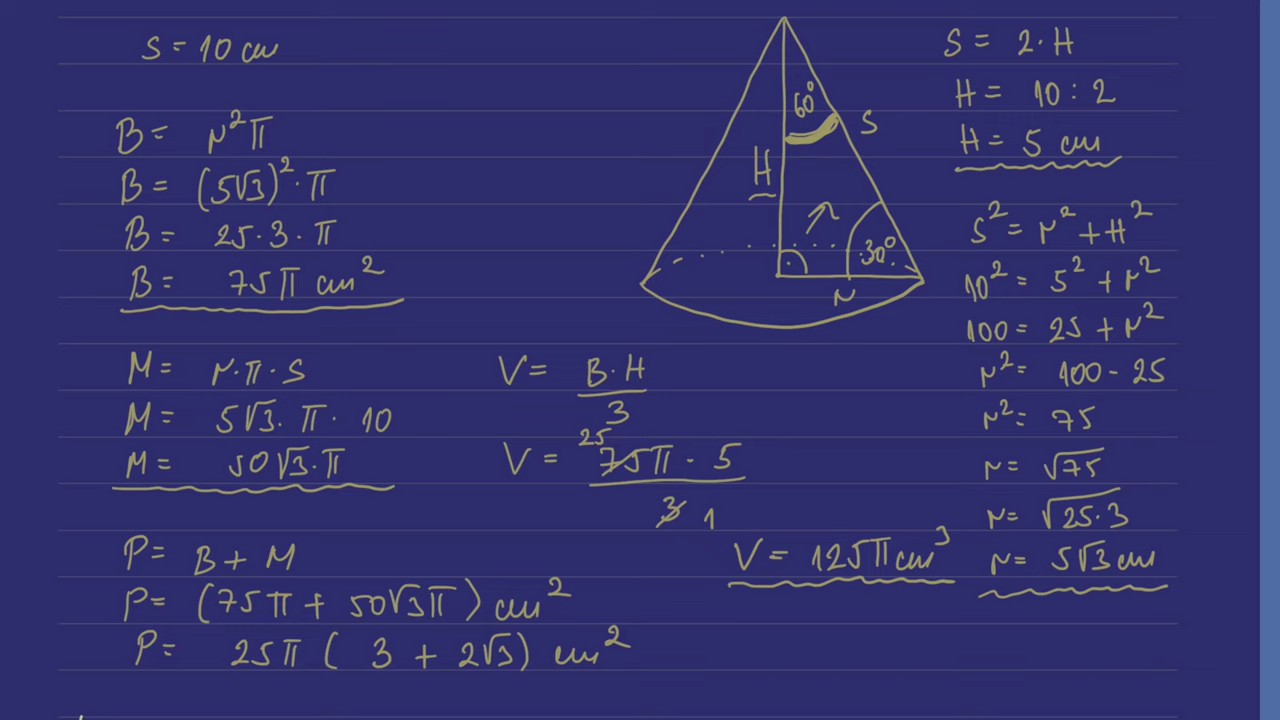 s = 10 cm
B = r²π
B = (5√3)²·π
B = 25·3·π
B = 75π cm²
M = r·π·s
M = 5√3·π·10
M = 50√3·π
P = B + M
P = (75π + 50√3π) cm²
P = 25π (3 + 2√3) cm²
60°
s
H
30°
r
V = B·H / 3
V = 25 75π · 5 / 3 1
V = 125π cm³
s = 2·H
H = 10 : 2
H = 5 cm
s² = r² + H²
10² = 5² + r²
100 = 25 + r²
r² = 100 - 25
r² = 75
r = √75
r = √25·3
r = 5√3 cm